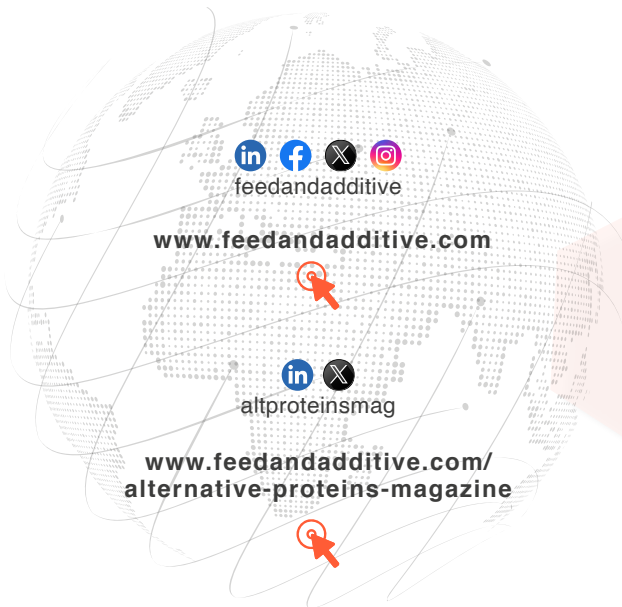 feedandadditive
www.feedandadditive.com
altproteinsmag
www.feedandadditive.com/
alternative-proteins-magazine